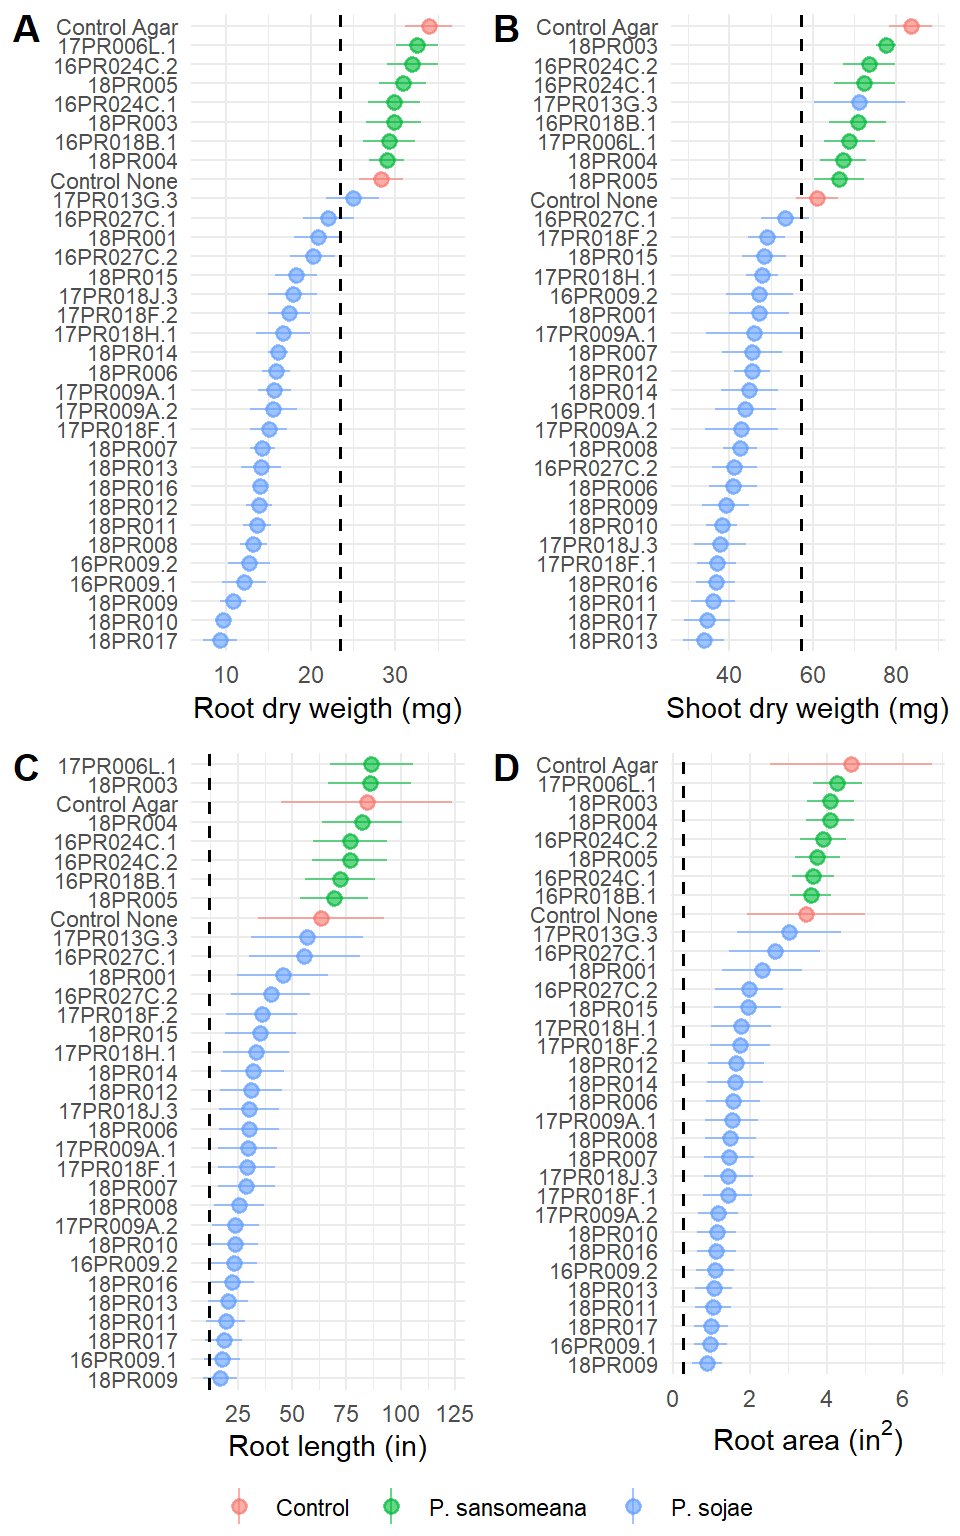 A
Control Agar
17PR006L.1
16PR024C.2
18PR005
16PR024C.1
18PR003
16PR018B.1
18PR004
Control None
17PR013G.3
16PR027C.1
18PR001
16PR027C.2
18PR015
17PR018J.3
17PR018F.2
17PR018H.1
18PR014
18PR006
17PR009A.1
17PR009A.2
17PR018F.1
18PR007
18PR013
18PR016
18PR012
18PR011
18PR008
16PR009.2
16PR009.1
18PR009
18PR010
18PR017
10 20 30
Root dry weigth (mg)
B
Control Agar
18PR003
16PR024C.2
16PR024C.1
17PR013G.3
16PR018B.1
17PR006L.1
18PR004
18PR005
Control None
16PR027C.1
17PR018F.2
18PR015
17PR018H.1
16PR009.2
18PR001
17PR009A.1
18PR007
18PR012
18PR014
16PR009.1
17PR009A.2
18PR008
16PR027C.2
18PR006
18PR009
18PR010
17PR018J.3
17PR018F.1
18PR016
18PR011
18PR017
18PR013
40 60 80
Shoot dry weigth (mg)
C
17PR006L.1
18PR003
Control Agar
18PR004
16PR024C.1
16PR024C.2
16PR018B.1
18PR005
Control None
17PR013G.3
16PR027C.1
18PR001
16PR027C.2
17PR018F.2
18PR015
17PR018H.1
18PR014
18PR012
17PR018J.3
18PR006
17PR009A.1
17PR018F.1
18PR007
18PR008
17PR009A.2
18PR010
16PR009.2
18PR016
18PR013
18PR011
18PR017
16PR009.1
18PR009
25 50 75 100 125
Root length (in)
D
Control Agar
17PR006L.1
18PR003
18PR004
16PR024C.2
18PR005
16PR024C.1
16PR018B.1
Control None
17PR013G.3
16PR027C.1
18PR001
16PR027C.2
18PR015
17PR018H.1
17PR018F.2
18PR012
18PR014
18PR006
17PR009A.1
18PR008
18PR007
17PR018J.3
17PR018F.1
17PR009A.2
18PR010
18PR016
16PR009.2
18PR013
18PR011
18PR017
16PR009.1
18PR009
0 2 4 6
Root area (in²)
Control P. sansomeana P. sojae